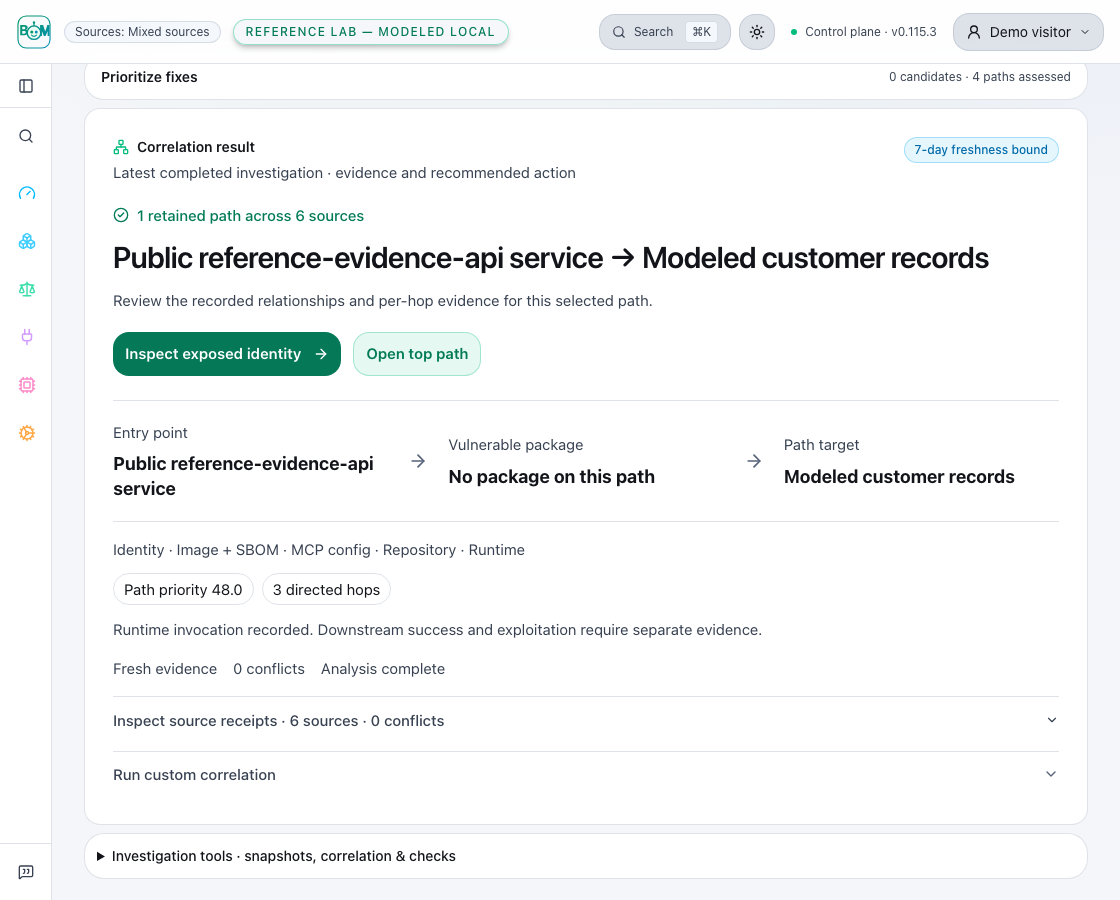 BOM
Sources: Mixed sources
REFERENCE LAB — MODELED LOCAL
Search ⌘K
Control plane · v0.115.3
Demo visitor
Prioritize fixes
0 candidates · 4 paths assessed
Correlation result
7-day freshness bound
Latest completed investigation · evidence and recommended action
1 retained path across 6 sources
Public reference-evidence-api service → Modeled customer records
Review the recorded relationships and per-hop evidence for this selected path.
Inspect exposed identity →
Open top path
Entry point
Public reference-evidence-api
service
→
Vulnerable package
No package on this path
→
Path target
Modeled customer records
Identity · Image + SBOM · MCP config · Repository · Runtime
Path priority 48.0
3 directed hops
Runtime invocation recorded. Downstream success and exploitation require separate evidence.
Fresh evidence 0 conflicts Analysis complete
Inspect source receipts · 6 sources · 0 conflicts
Run custom correlation
Investigation tools · snapshots, correlation & checks